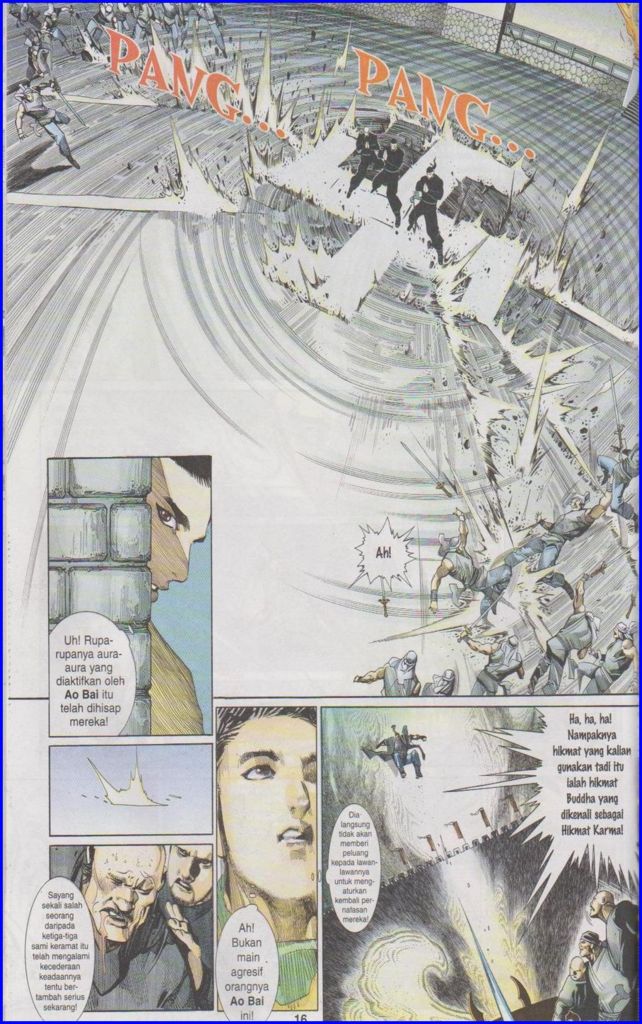 PANG...
PANG...
Ah!
Uh! Rupa-
rupanya aura-
aura yang
diaktifkan oleh
Ao Bai itu
telah dihisap
mereka!
Sayang
sekali salah
seorang
daripada
ketiga-tiga
sami keramat itu
telah mengalami
kecederaan
keadaannya
tentu ber-
tambah serius
sekarang!
Ah!
Bukan
main
agresif
orangnya
Ao Bai
ini!
Dia
langsung
tidak akan
memberi
peluang
kepada lawan-
lawannya
untuk meng-
aturkan
kembali per-
nafasan
mereka!
Ha, ha, ha!
Nampaknya
hikmat yang kalian
gunakan tadi itu
ialah hikmat
Buddha yang
dikenali sebagai
Hikmat Karma!
16